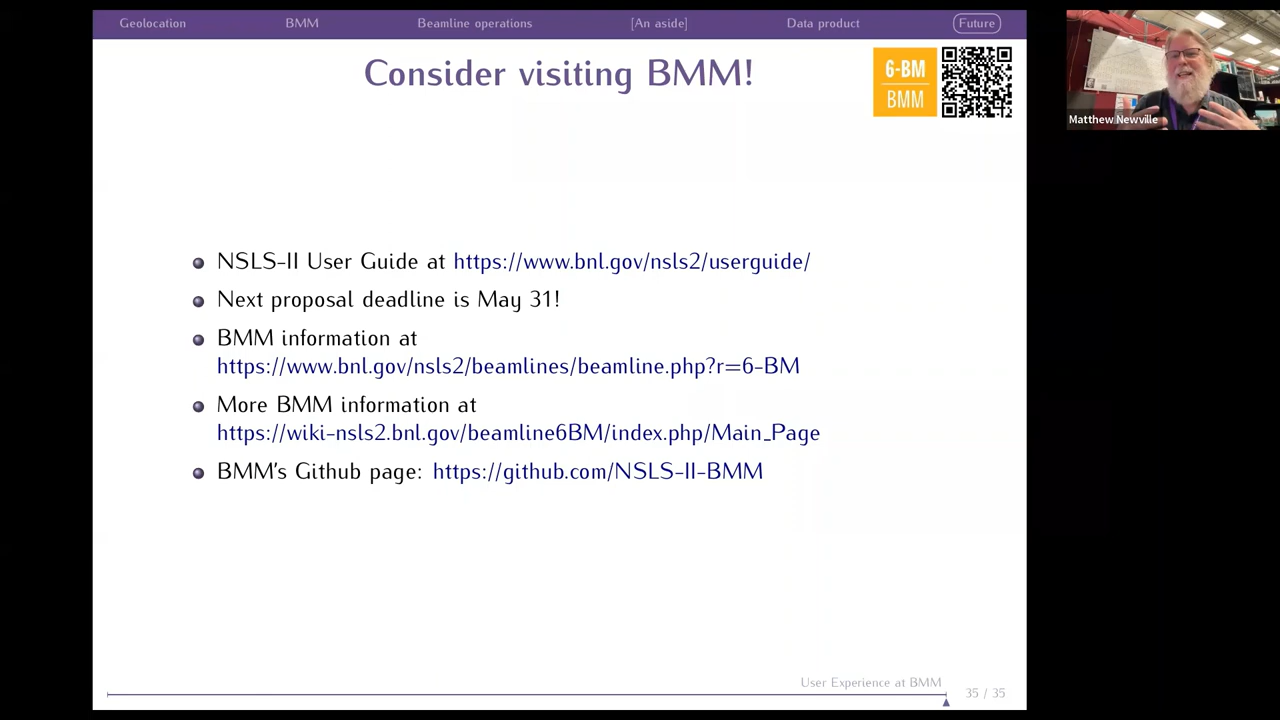 Geolocation BMM Beamline operations [An aside] Data product Future
Consider visiting BMM!
6-BM
BMM
Matthew Newville
NSLS-II User Guide at https://www.bnl.gov/nsls2/userguide/
Next proposal deadline is May 31!
BMM information at
https://www.bnl.gov/nsls2/beamlines/beamline.php?r=6-BM
More BMM information at
https://wiki-nsls2.bnl.gov/beamline6BM/index.php/Main_Page
BMM's Github page: https://github.com/NSLS-II-BMM
User Experience at BMM
35 / 35